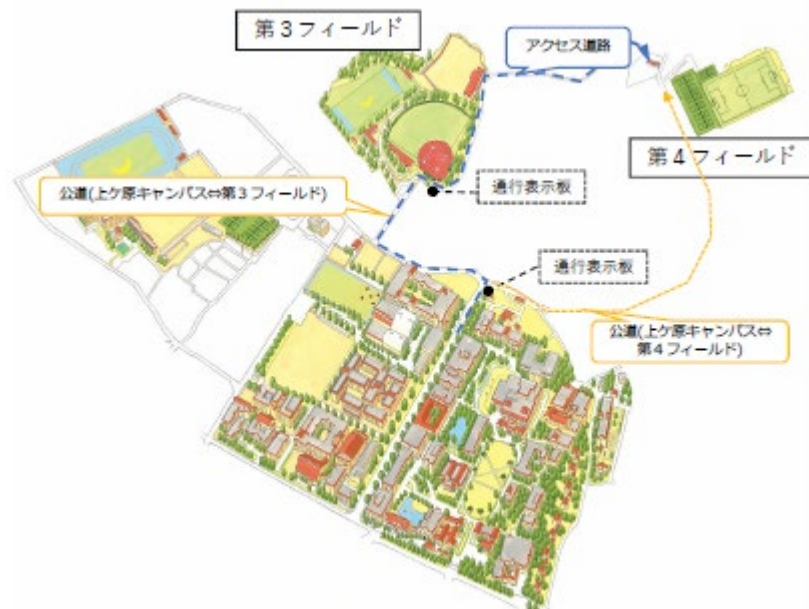 第３フィールド
アクセス道路
第４フィールド
公道(上ケ原キャンパス⇔第３フィールド)
通行表示板
通行表示板
公道(上ケ原キャンパス⇔
第４フィールド)